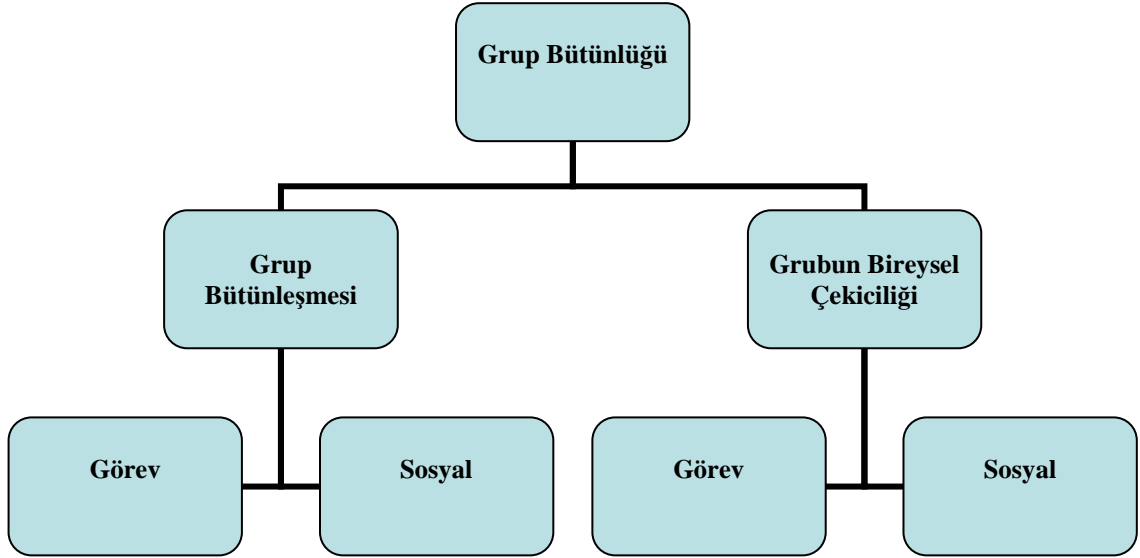 Grup Bütünlüğü
Grup
Bütünleşmesi
Grubun Bireysel
Çekiciliği
Görev
Sosyal
Görev
Sosyal